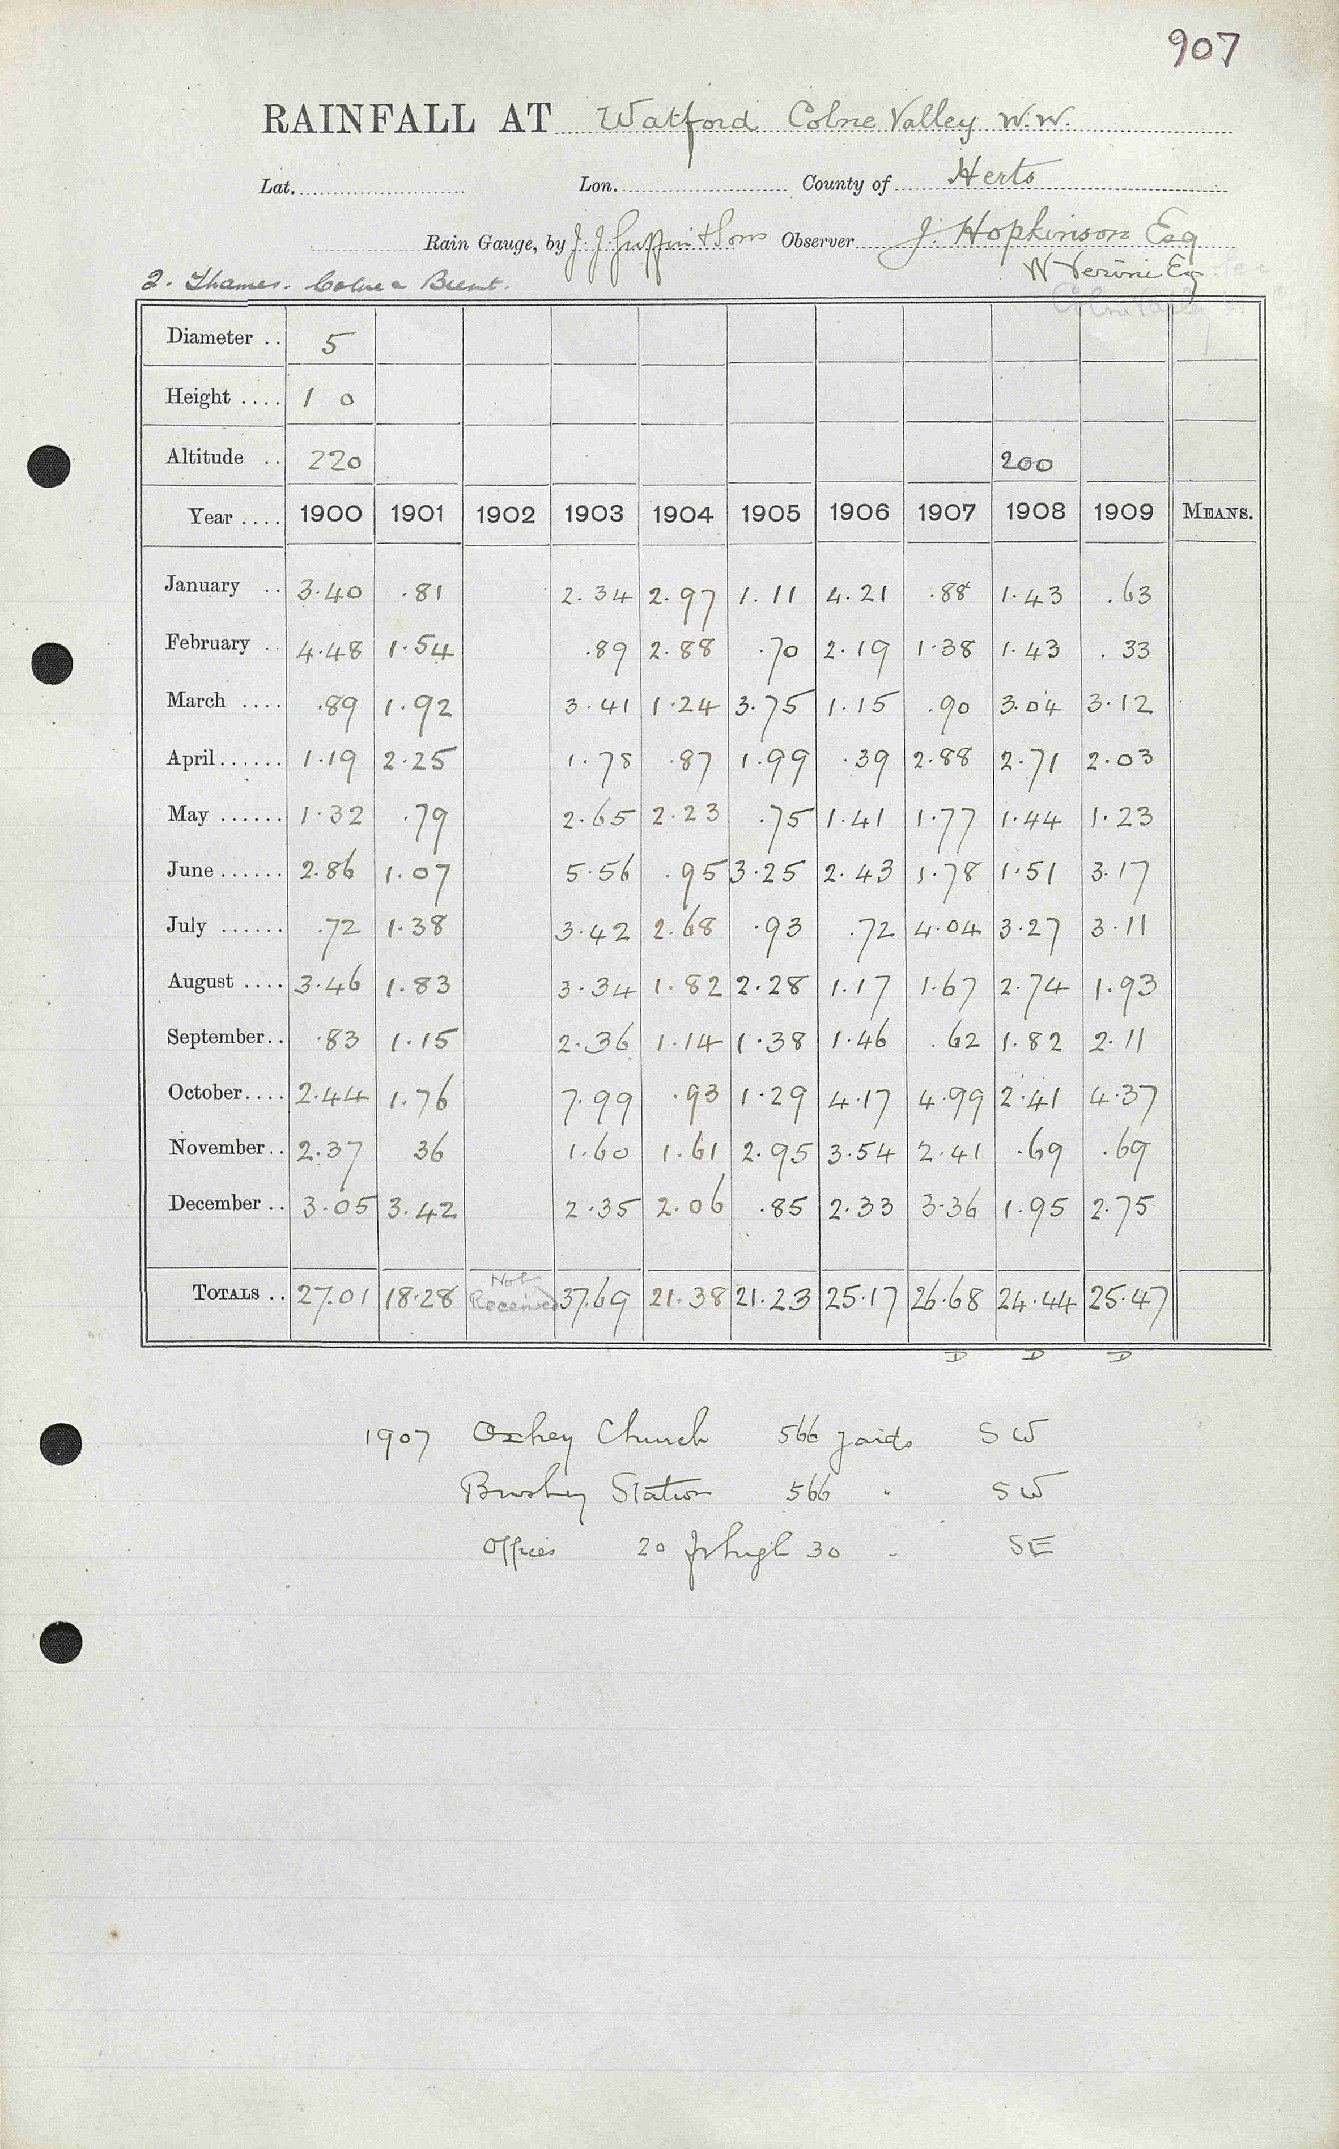 907
RAINFALL AT Watford Colne Valley W.W.
Lat. Lon. County of Herts
Rain Gauge, by J. J. Griffin & Sons Observer J. Hopkinson Esq
W Verini Esq
2. Thames. Colne & Brent. Colne Valley
Diameter .. 5
Height .... 1 0
Altitude .. 220 200
Year .... 1900 1901 1902 1903 1904 1905 1906 1907 1908 1909 MEANS.
January .. 3.40 .81 2.34 2.97 1.11 4.21 .88 1.43 .63
February .. 4.48 1.54 .89 2.88 .70 2.19 1.38 1.43 .33
March .... .89 1.92 3.41 1.24 3.75 1.15 .90 3.04 3.12
April...... 1.19 2.25 1.78 .87 1.99 .39 2.88 2.71 2.03
May ...... 1.32 .79 2.65 2.23 .75 1.41 1.77 1.44 1.23
June ...... 2.86 1.07 5.56 .95 3.25 2.43 1.78 1.51 3.17
July ...... .72 1.38 3.42 2.68 .93 .72 4.04 3.27 3.11
August .... 3.46 1.83 3.34 1.82 2.28 1.17 1.67 2.74 1.93
September.. .83 1.15 2.36 1.14 1.38 1.46 .62 1.82 2.11
October.... 2.44 1.76 7.99 .93 1.29 4.17 4.99 2.41 4.37
November.. 2.37 36 1.60 1.61 2.95 3.54 2.41 .69 .69
December .. 3.05 3.42 2.35 2.06 .85 2.33 3.36 1.95 2.75
TOTALS .. 27.01 18.28 Not Received 37.69 21.38 21.23 25.17 26.68 24.44 25.47
D D D
1907 Oxhey Church 566 yards SW
Bushey Station 566 " SW
Offices 20 ft high 30 " SE